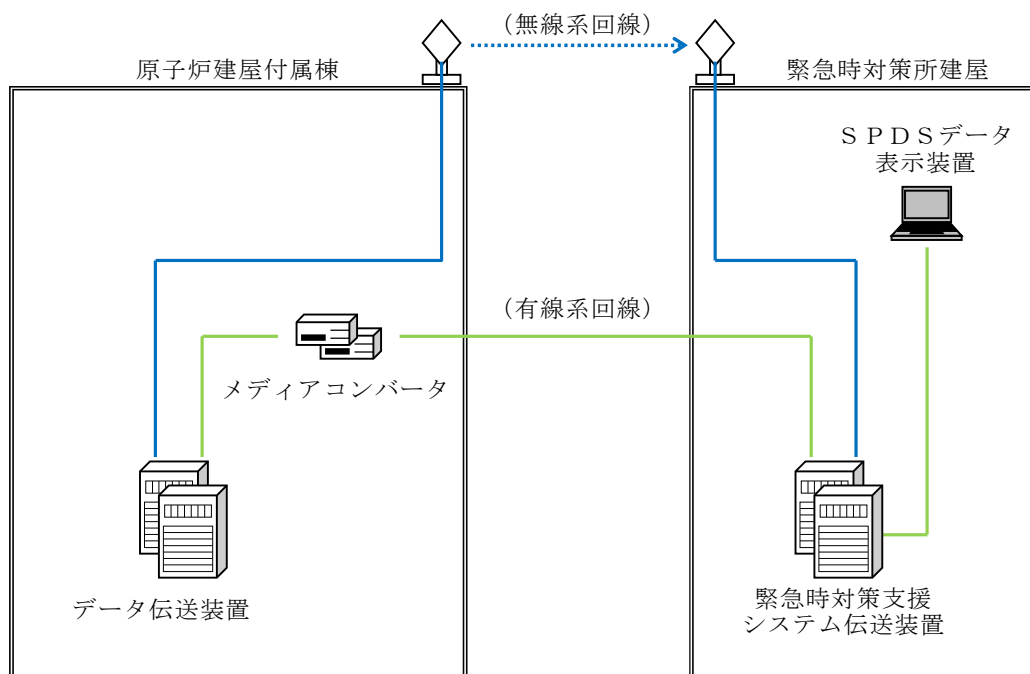 (無線系回線)
原子炉建屋付属棟
緊急時対策所建屋
SPDSデータ
表示装置
(有線系回線)
メディアコンバータ
データ伝送装置
緊急時対策支援
システム伝送装置